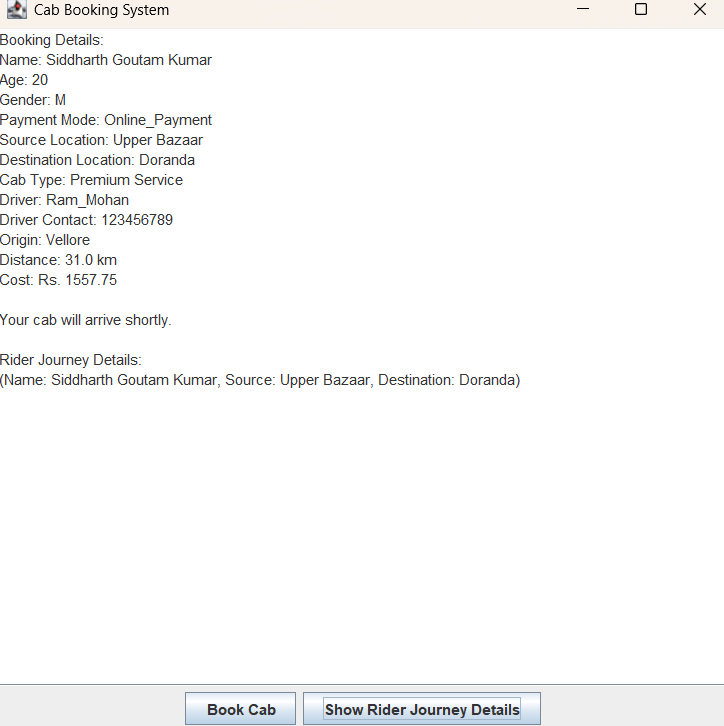 Cab Booking System
Booking Details:
Name: Siddharth Goutam Kumar
Age: 20
Gender: M
Payment Mode: Online_Payment
Source Location: Upper Bazaar
Destination Location: Doranda
Cab Type: Premium Service
Driver: Ram_Mohan
Driver Contact: 123456789
Origin: Vellore
Distance: 31.0 km
Cost: Rs. 1557.75
Your cab will arrive shortly.
Rider Journey Details:
(Name: Siddharth Goutam Kumar, Source: Upper Bazaar, Destination: Doranda)
Book Cab
Show Rider Journey Details